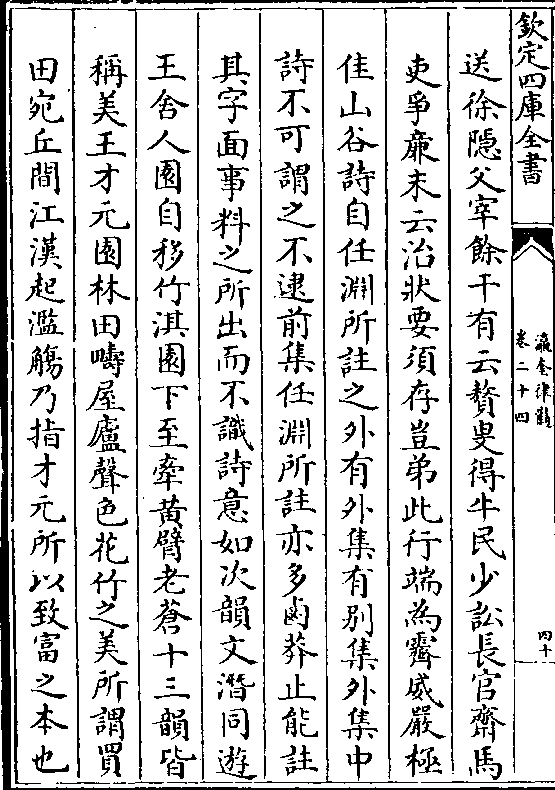 欽定四庫全書
瀛奎律髓
卷二十四
四十
送徐隱父宰餘干有云贅叟得牛民少訟長官齋馬
吏爭亷末云治狀要須存豈弟此行端為霽威嚴極
佳山谷詩自任淵所註之外有外集有别集外集中
詩不可謂之不逮前集任淵所註亦多鹵莽止能註
其字面事料之所出而不識詩意如次韻文潛同遊
王舍人園自移竹淇園下至牽黄臂老蒼十三韻皆
稱美王才元園林田疇屋廬聲色花竹之美所謂買
田宛丘間江漢起濫觴乃指才元所以致富之本也